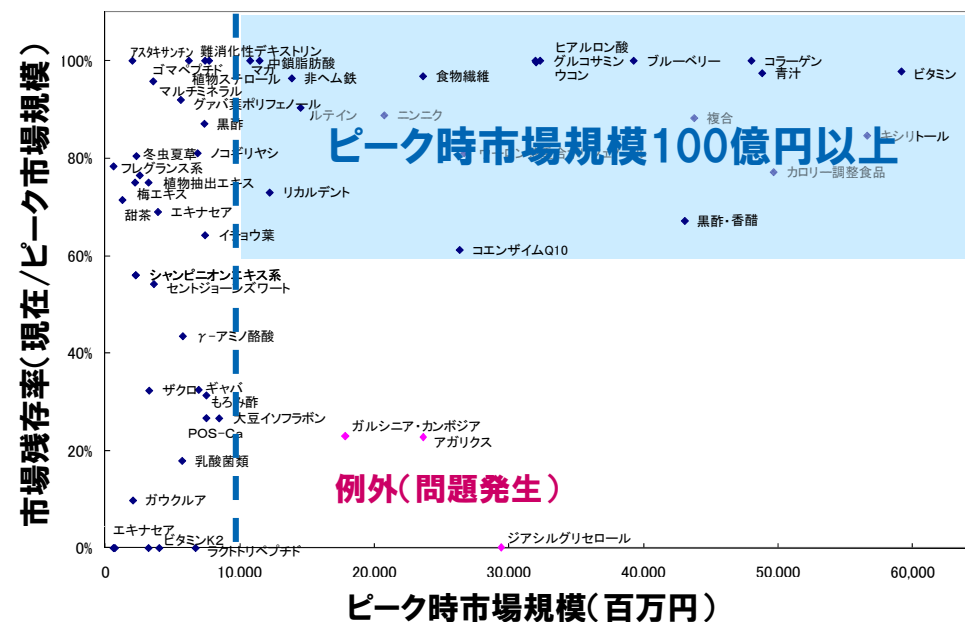 市場残存率(現在/ピーク市場規模)
100%
80%
60%
40%
20%
0%
アスタキサンチン
難消化性デキストリン
ゴマペプチド
マカ
中鎖脂肪酸
植物ステロール
非ヘム鉄
マルチミネラル
グァバ葉ポリフェノール
食物繊維
ヒアルロン酸
グルコサミン
ウコン
ブルーベリー
コラーゲン
青汁
ビタミン
ルテイン
ニンニク
複合
キシリトール
黒酢
ピーク時市場規模100億円以上
冬虫夏草
ノコギリヤシ
フレグランス系
植物抽出エキス
カロリー調整食品
梅エキス
リカルデント
甜茶
エキナセア
黒酢・香醋
イチョウ葉
コエンザイムQ10
シャンピニオンエキス系
セントジョーンズワート
γ-アミノ酪酸
ザクロ
ギャバ
もろみ酢
大豆イソフラボン
POS-Ca
ガルシニア・カンボジア
アガリクス
乳酸菌類
例外(問題発生)
ガウクルア
エキナセア
ビタミンK2
ラクトトリペプチド
ジアシルグリセロール
0
10.000
20.000
30.000
40.000
50.000
60,000
ピーク時市場規模(百万円)